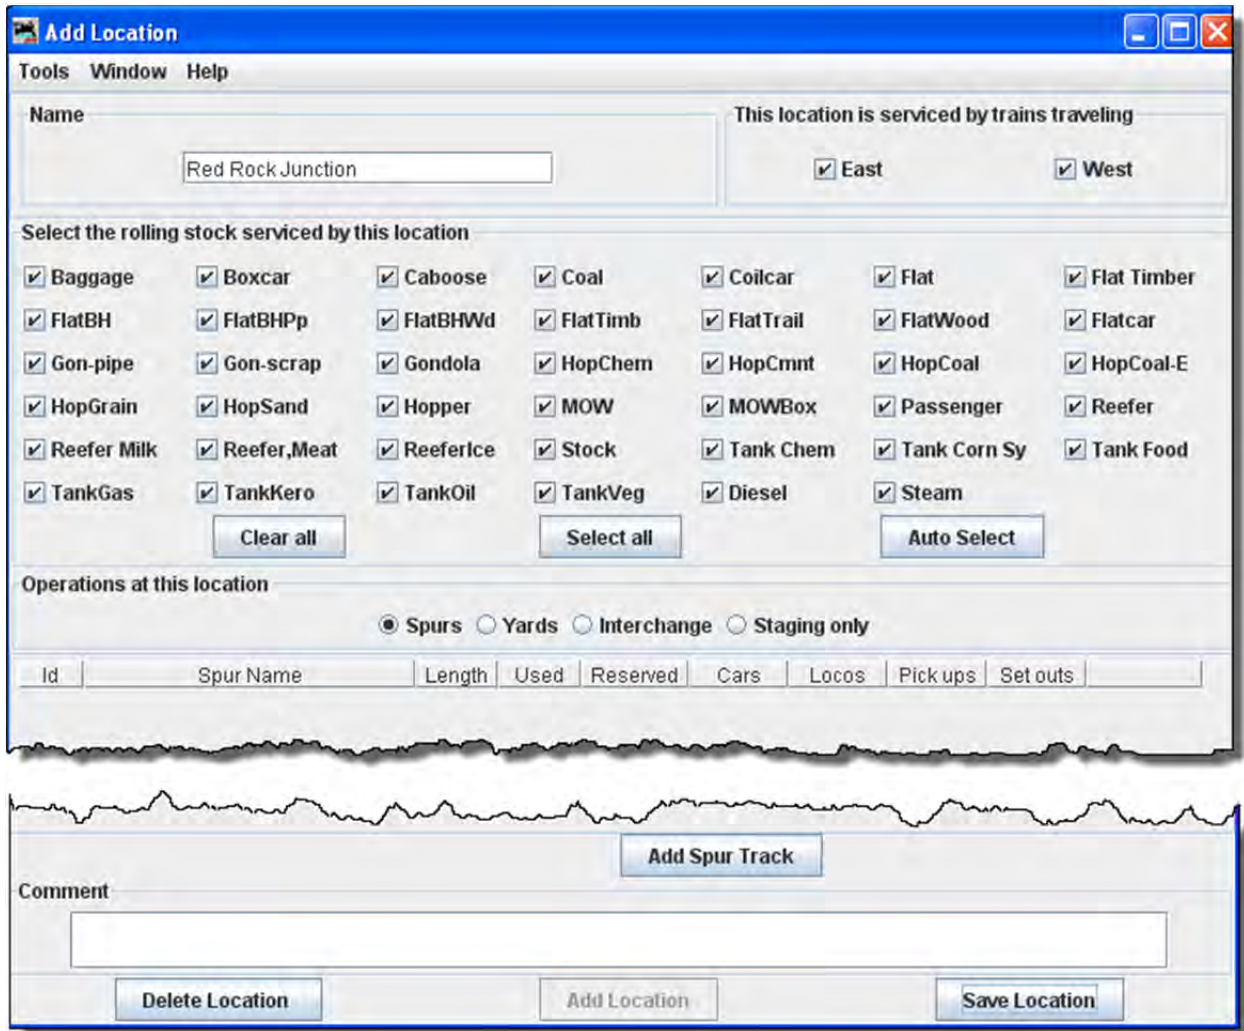 Add Location
Tools Window Help
Name This location is serviced by trains traveling
Red Rock Junction East West
Select the rolling stock serviced by this location
Baggage Boxcar Caboose Coal Coilcar Flat Flat Timber
FlatBH FlatBHPp FlatBHWd FlatTimb FlatTrail FlatWood Flatcar
Gon-pipe Gon-scrap Gondola HopChem HopCmnt HopCoal HopCoal-E
HopGrain HopSand Hopper MOW MOWBox Passenger Reefer
Reefer Milk Reefer,Meat ReeferIce Stock Tank Chem Tank Corn Sy Tank Food
TankGas TankKero TankOil TankVeg Diesel Steam
Clear all Select all Auto Select
Operations at this location
Spurs Yards Interchange Staging only
Id Spur Name Length Used Reserved Cars Locos Pick ups Set outs
Add Spur Track
Comment
Delete Location Add Location Save Location